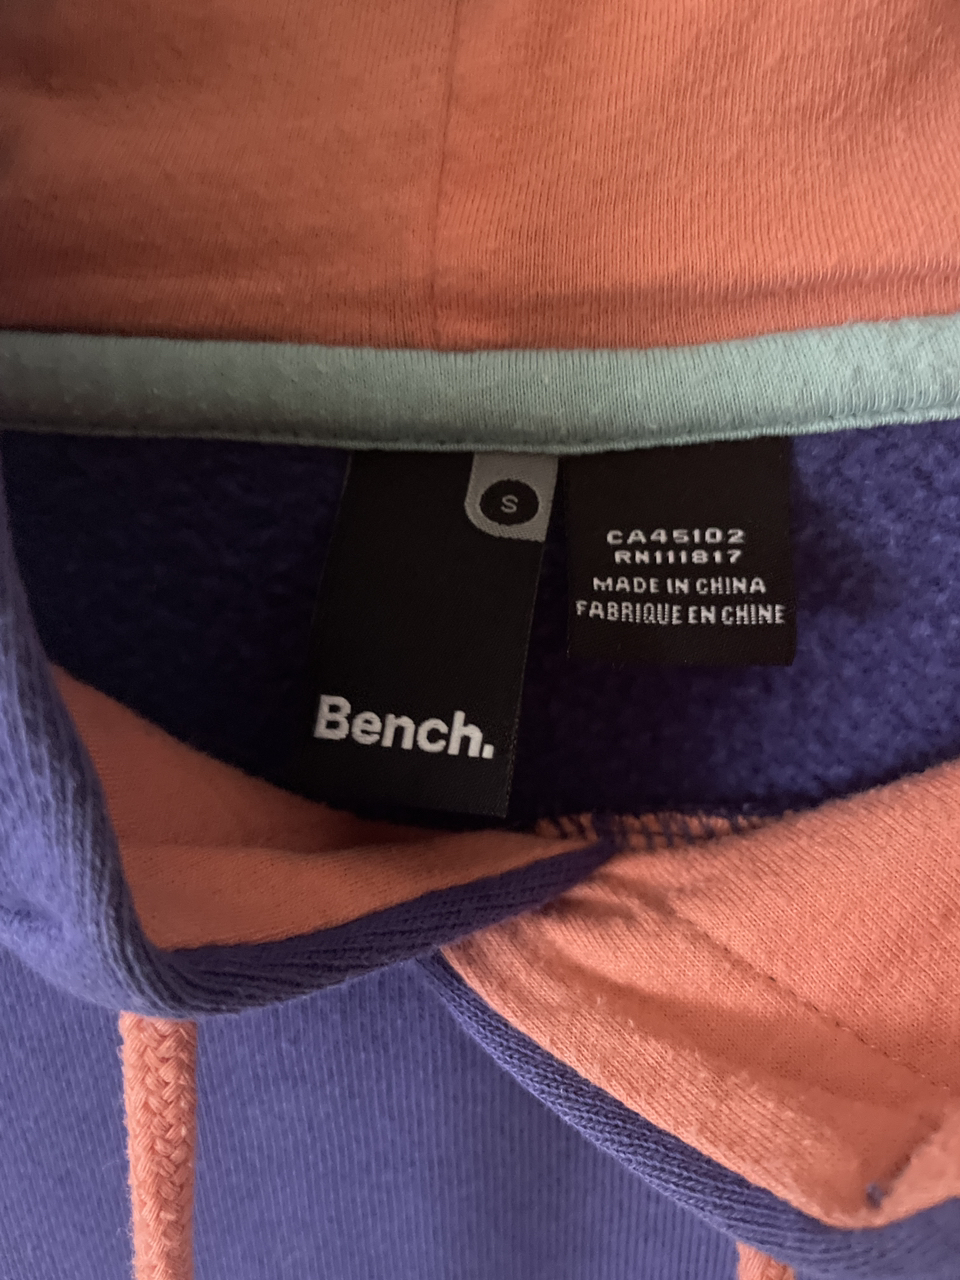 S
Bench.
CA45102
RN111817
MADE IN CHINA
FABRIQUE EN CHINE